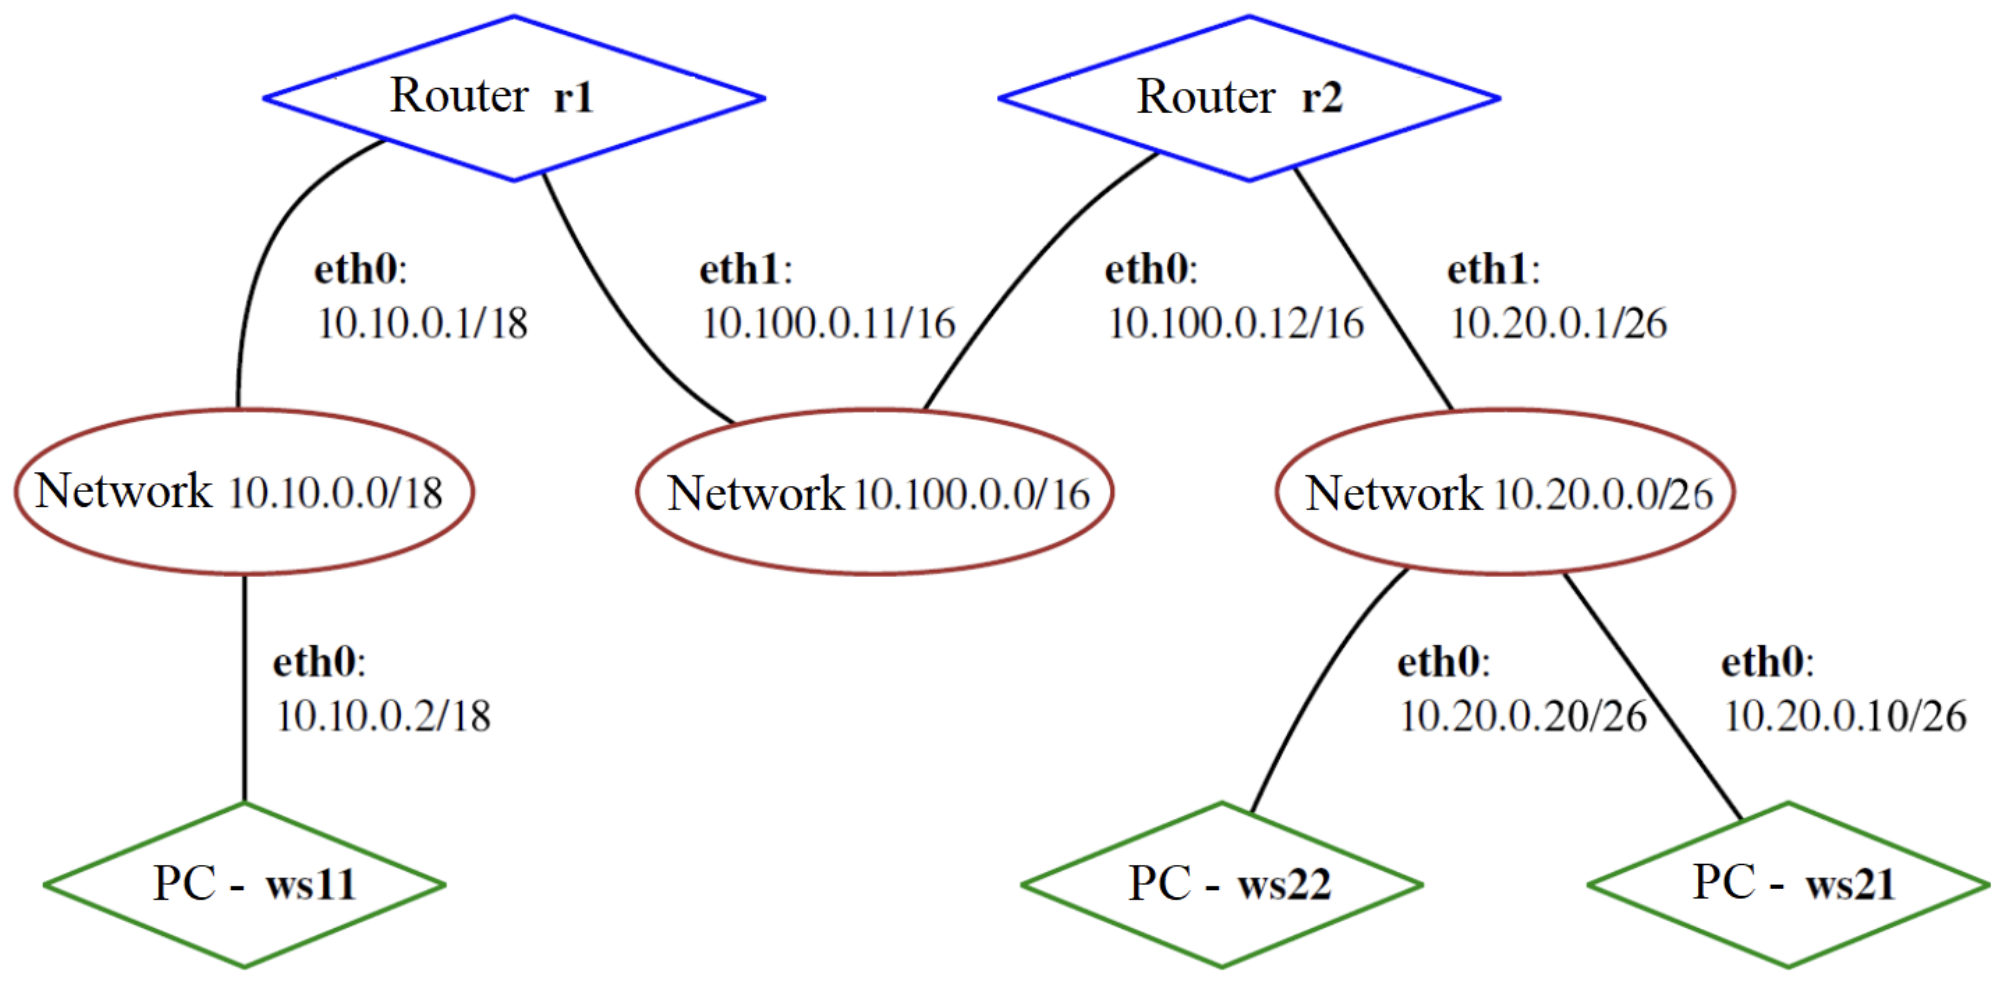 Router r1
Router r2
eth0:
10.10.0.1/18
eth1:
10.100.0.11/16
eth0:
10.100.0.12/16
eth1:
10.20.0.1/26
Network 10.10.0.0/18
Network 10.100.0.0/16
Network 10.20.0.0/26
eth0:
10.10.0.2/18
eth0:
10.20.0.20/26
eth0:
10.20.0.10/26
PC - ws11
PC - ws22
PC - ws21